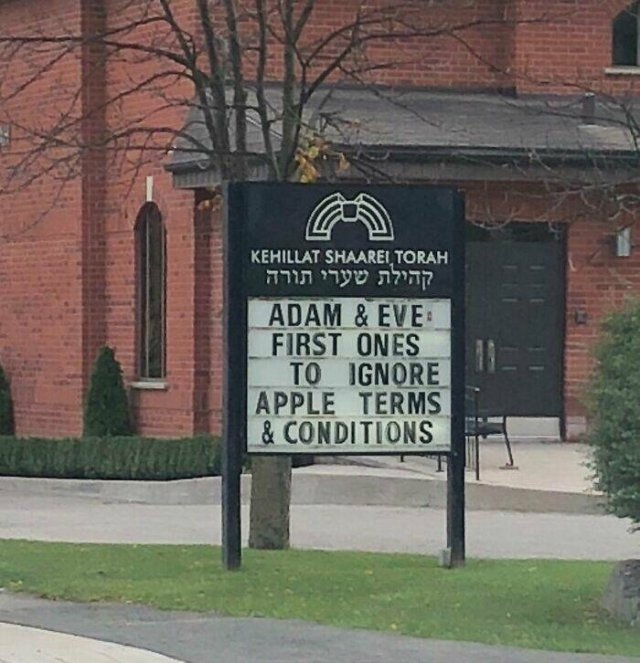 KEHILLAT SHAAREI TORAH
קהילת שערי תורה
ADAM & EVE:
FIRST ONES
TO IGNORE
APPLE TERMS
& CONDITIONS